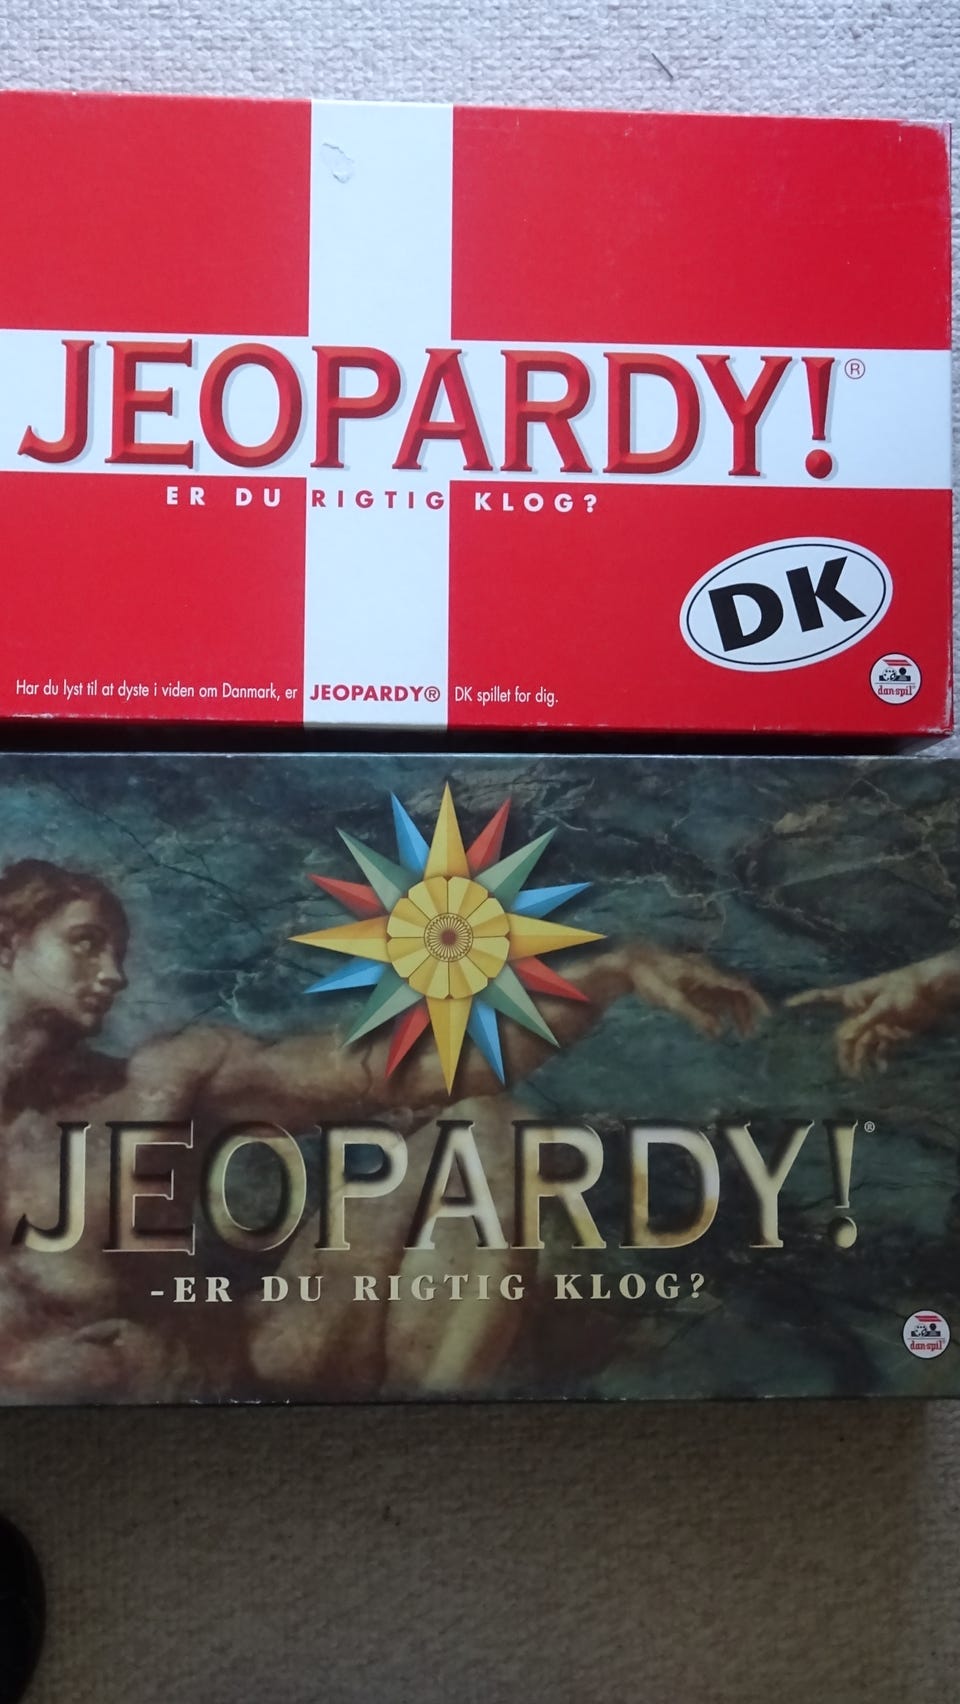 JEOPARDY!®
ER DU RIGTIG KLOG?
DK
Har du lyst til at dyste i viden om Danmark, er JEOPARDY® DK spillet for dig.
dan-spil
JEOPARDY!®
-ER DU RIGTIG KLOG?
dan-spil